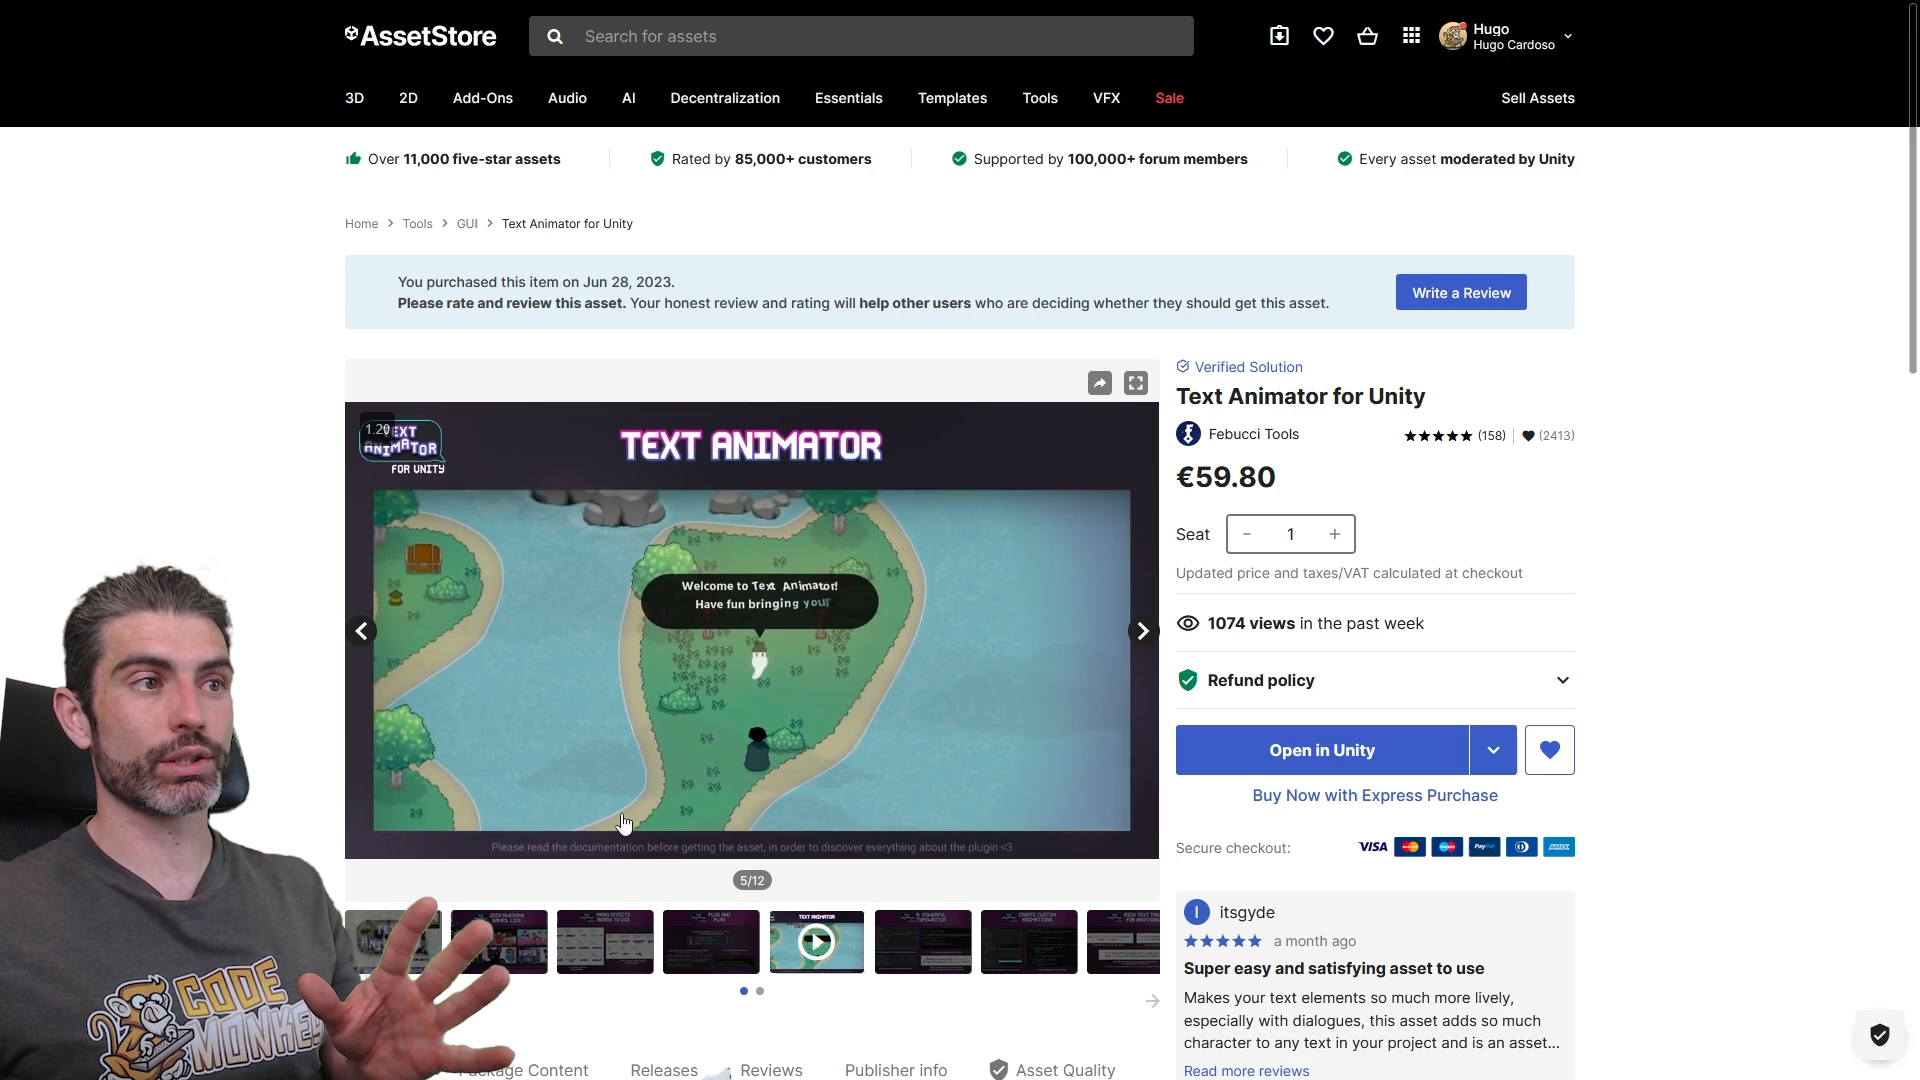 AssetStore
Search for assets
Hugo
Hugo Cardoso
3D 2D Add-Ons Audio AI Decentralization Essentials Templates Tools VFX Sale Sell Assets
Over 11,000 five-star assets
Rated by 85,000+ customers
Supported by 100,000+ forum members
Every asset moderated by Unity
Home > Tools > GUI > Text Animator for Unity
You purchased this item on Jun 28, 2023.
Please rate and review this asset. Your honest review and rating will help other users who are deciding whether they should get this asset.
Write a Review
1.20
TEXT
ANIMATOR
FOR UNITY
TEXT ANIMATOR
Welcome to Text Animator!
Have fun bringing your
Please read the documentation before getting the asset, in order to discover everything about the plugin <3
5/12
TEXT ANIMATOR
Package Content Releases Reviews Publisher info Asset Quality
Verified Solution
Text Animator for Unity
Febucci Tools
(158)
(2413)
€59.80
Seat - 1 +
Updated price and taxes/VAT calculated at checkout
1074 views in the past week
Refund policy
Open in Unity
Buy Now with Express Purchase
Secure checkout:
VISA
PayPal
AMEX
I
itsgyde
a month ago
Super easy and satisfying asset to use
Makes your text elements so much more lively,
especially with dialogues, this asset adds so much
character to any text in your project and is an asset...
Read more reviews
CODE
MONKEY